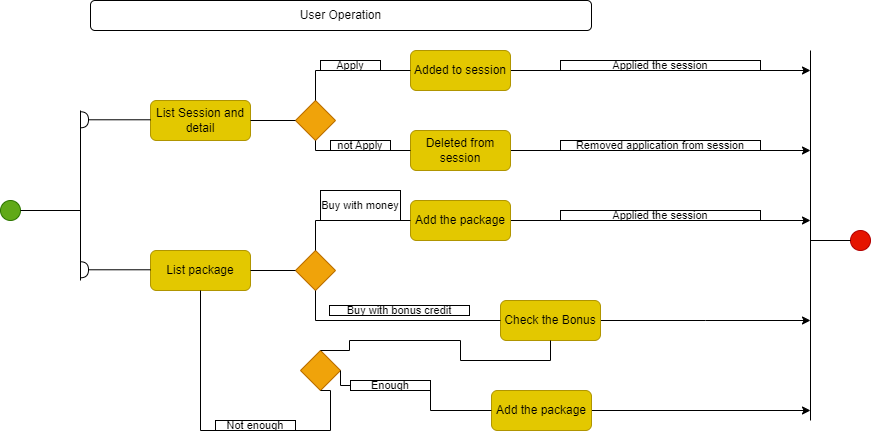 User Operation
Apply
Added to session
Applied the session
List Session and
detail
not Apply
Deleted from
session
Removed application from session
Buy with money
Add the package
Applied the session
List package
Buy with bonus credit
Check the Bonus
Enough
Add the package
Not enough